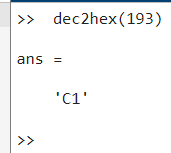 >> dec2hex(193)
ans =
'C1'
>>